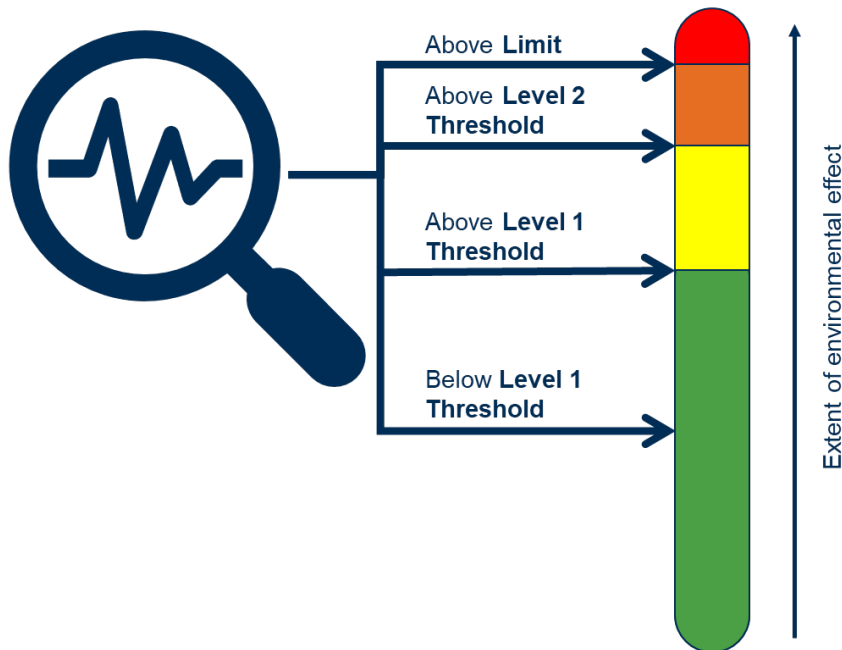 Above Limit
Above Level 2
Threshold
Above Level 1
Threshold
Below Level 1
Threshold
Extent of environmental effect